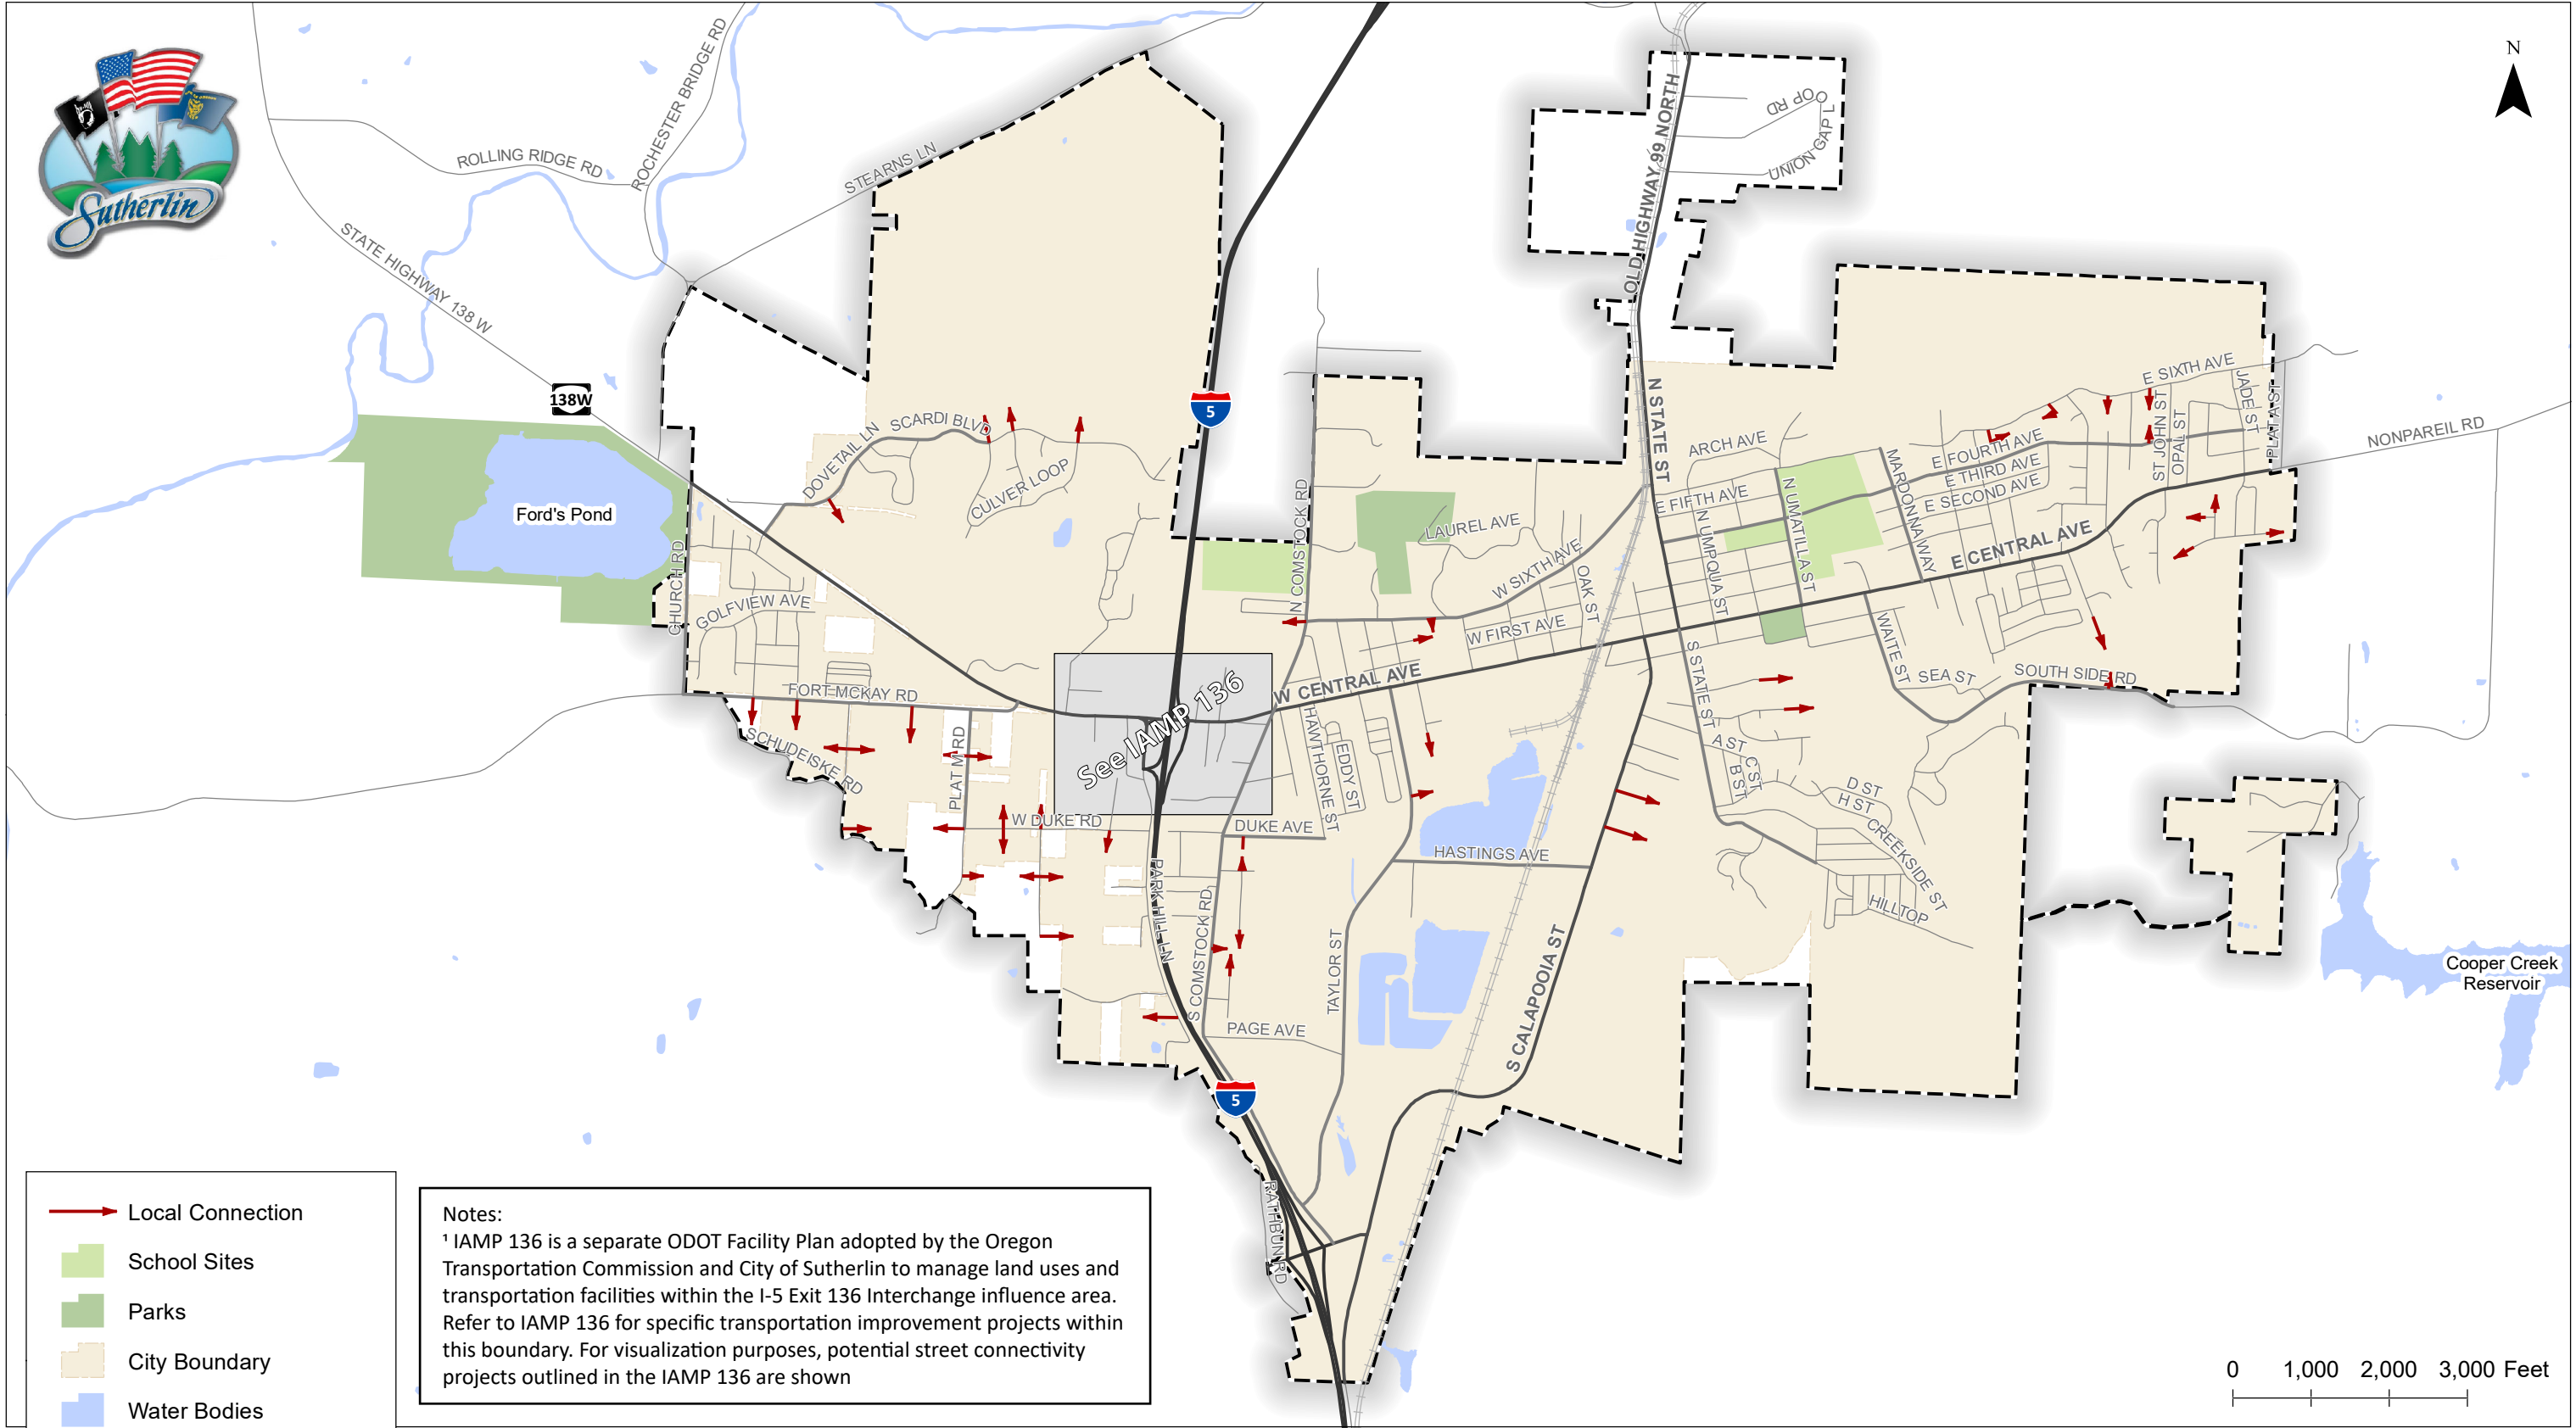 N
Sutherlin
ROCHESTER BRIDGE RD
ROLLING RIDGE RD
STEARNS LN
STATE HIGHWAY 138 W
138W
OLD HIGHWAY 99 NORTH
OP RD
UNION GAP L
5
N STATE ST
SCARDI BLVD
DOVETAIL LN
CULVER LOOP
Ford's Pond
CHURCH RD
GOLFVIEW AVE
FORT MCKAY RD
SCHUDEISKE RD
PLAT M RD
W DUKE RD
See IAMP 136
N COMSTOCK RD
LAUREL AVE
W SIXTH AVE
OAK ST
W FIRST AVE
W CENTRAL AVE
HAWTHORNE ST
EDDY ST
DUKE AVE
HASTINGS AVE
PARK HILL LN
S COMSTOCK RD
TAYLOR ST
PAGE AVE
S CALAPOOIA ST
5
RATHBUN RD
ARCH AVE
E FIFTH AVE
N UMPQUA ST
N UMATILLA ST
MARDONNA WAY
E FOURTH AVE
E THIRD AVE
E SECOND AVE
E CENTRAL AVE
E SIXTH AVE
ST JOHN ST
OPAL ST
JADE ST
PLAT A ST
NONPAREIL RD
WAITE ST
SEA ST
SOUTH SIDE RD
S STATE ST
A ST
B ST
C ST
D ST
H ST
CREEKSIDE ST
HILLTOP
Cooper Creek
Reservoir
Local Connection
School Sites
Parks
City Boundary
Water Bodies
Notes:
¹ IAMP 136 is a separate ODOT Facility Plan adopted by the Oregon
Transportation Commission and City of Sutherlin to manage land uses and
transportation facilities within the I-5 Exit 136 Interchange influence area.
Refer to IAMP 136 for specific transportation improvement projects within
this boundary. For visualization purposes, potential street connectivity
projects outlined in the IAMP 136 are shown
0 1,000 2,000 3,000 Feet